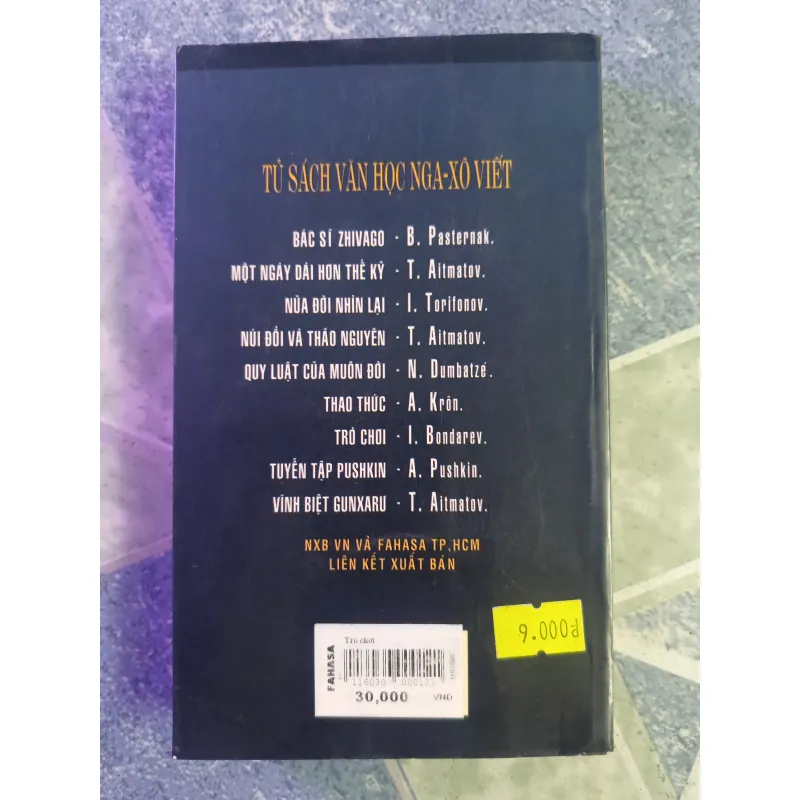 TỦ SÁCH VĂN HỌC NGA-XÔ VIẾT
BÁC SĨ ZHIVAGO - B. Pasternak.
MỘT NGÀY DÀI HƠN THẾ KỶ - T. Aitmatov.
NỬA ĐỜI NHÌN LẠI - I. Torifonov.
NÚI ĐỒI VÀ THẢO NGUYÊN - T. Aitmatov.
QUY LUẬT CỦA MUÔN ĐỜI - N. Dumbatzé.
THAO THỨC - A. Krôn.
TRÒ CHƠI - I. Bondarev.
TUYỂN TẬP PUSHKIN - A. Pushkin.
VĨNH BIỆT GUNXARƯ - T. Aitmatov.
NXB VN VÀ FAHASA TP.HCM
LIÊN KẾT XUẤT BẢN
9.000đ
Trò chơi
FAHASA
30,000 VND